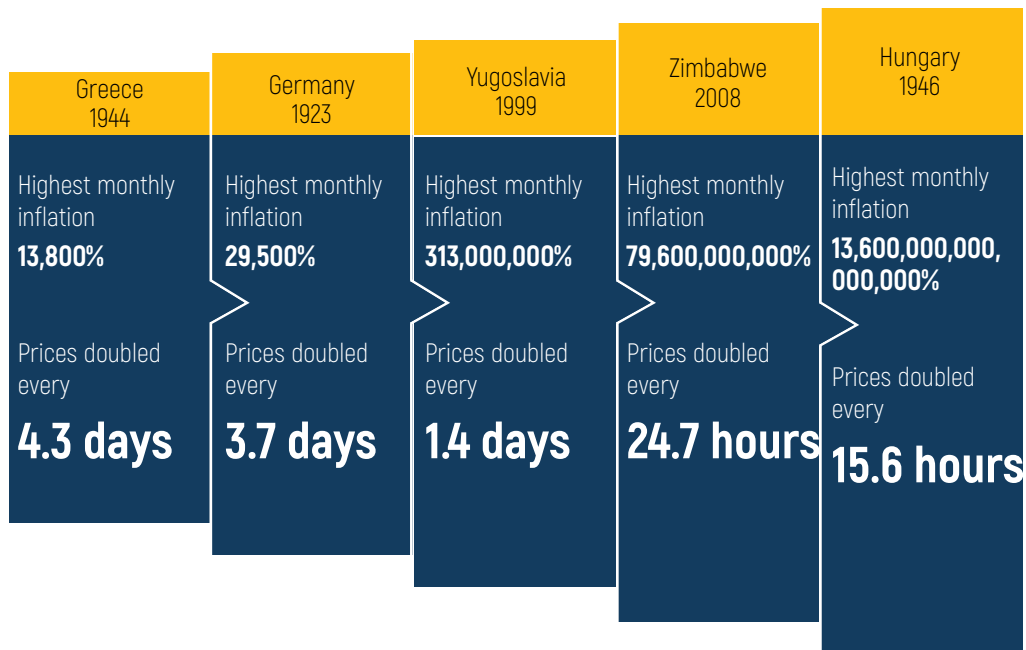 Greece
1944
Highest monthly
inflation
13,800%
Prices doubled
every
4.3 days
Germany
1923
Highest monthly
inflation
29,500%
Prices doubled
every
3.7 days
Yugoslavia
1999
Highest monthly
inflation
313,000,000%
Prices doubled
every
1.4 days
Zimbabwe
2008
Highest monthly
inflation
79,600,000,000%
Prices doubled
every
24.7 hours
Hungary
1946
Highest monthly
inflation
13,600,000,000,
000,000%
Prices doubled
every
15.6 hours